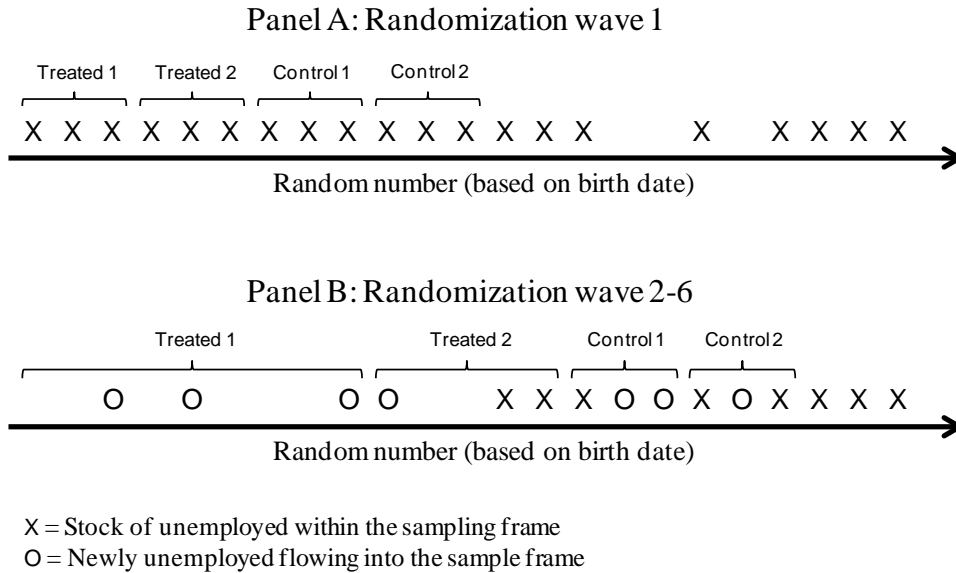 Panel A: Randomization wave 1
Treated 1 Treated 2 Control 1 Control 2
X X X X X X X X X X X X X X X X X X X X
Random number (based on birth date)
Panel B: Randomization wave 2-6
Treated 1 Treated 2 Control 1 Control 2
O O O O X X X O O X O X X X X
Random number (based on birth date)
X = Stock of unemployed within the sampling frame
O = Newly unemployed flowing into the sample frame